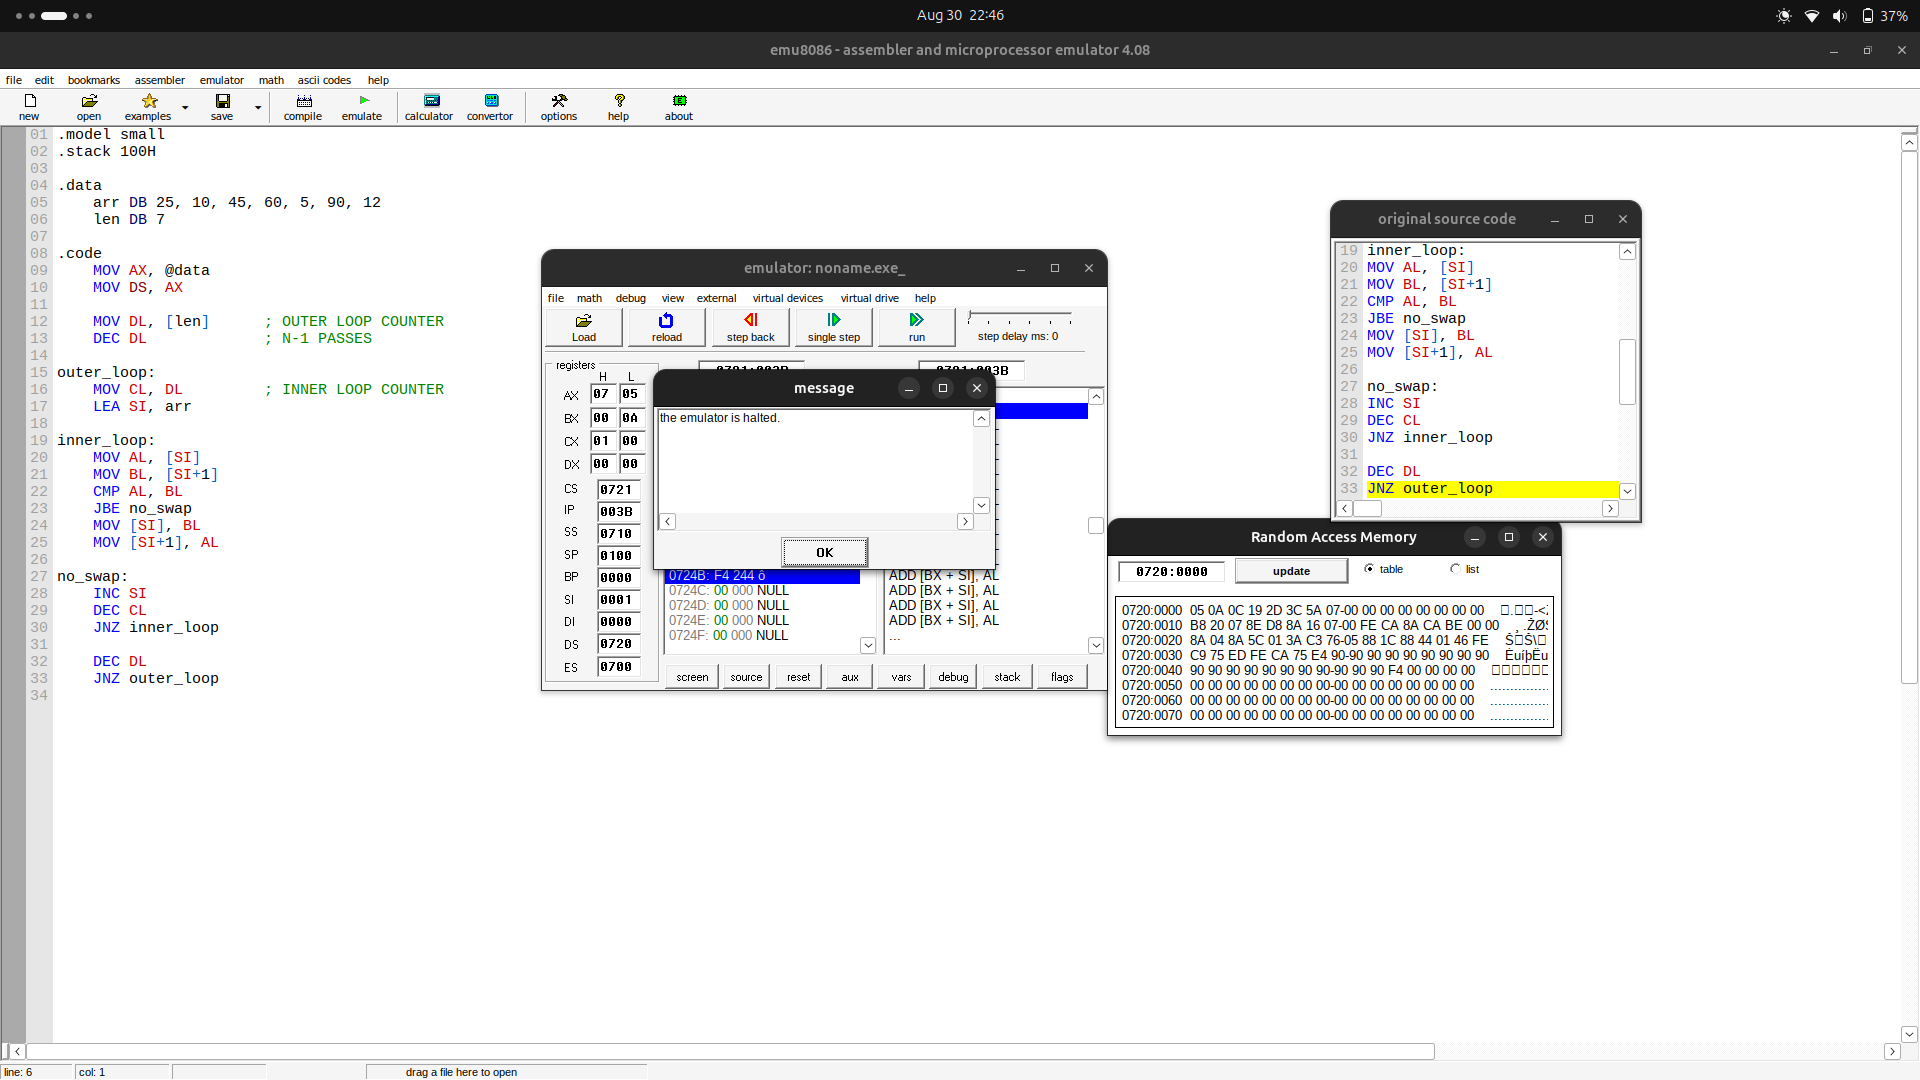 Aug 30 22:46
37%
emu8086 - assembler and microprocessor emulator 4.08
file edit bookmarks assembler emulator math ascii codes help
new open examples save compile emulate calculator convertor options help about
01 .model small
02 .stack 100H
03
04 .data
05 arr DB 25, 10, 45, 60, 5, 90, 12
06 len DB 7
07
08 .code
09 MOV AX, @data
10 MOV DS, AX
11
12 MOV DL, [len] ; OUTER LOOP COUNTER
13 DEC DL ; N-1 PASSES
14
15 outer_loop:
16 MOV CL, DL ; INNER LOOP COUNTER
17 LEA SI, arr
18
19 inner_loop:
20 MOV AL, [SI]
21 MOV BL, [SI+1]
22 CMP AL, BL
23 JBE no_swap
24 MOV [SI], BL
25 MOV [SI+1], AL
26
27 no_swap:
28 INC SI
29 DEC CL
30 JNZ inner_loop
31
32 DEC DL
33 JNZ outer_loop
34
emulator: noname.exe_
file math debug view external virtual devices virtual drive help
Load reload step back single step run step delay ms: 0
registers
H L
AX 07 05
BX 00 0A
CX 01 00
DX 00 00
CS 0721
IP 003B
SS 0710
SP 0100
BP 0000
SI 0001
DI 0000
DS 0720
ES 0700
message
the emulator is halted.
OK
0724B: F4 244 ô
0724C: 00 000 NULL
0724D: 00 000 NULL
0724E: 00 000 NULL
0724F: 00 000 NULL
ADD [BX + SI], AL
ADD [BX + SI], AL
ADD [BX + SI], AL
ADD [BX + SI], AL
...
screen source reset aux vars debug stack flags
original source code
19 inner_loop:
20 MOV AL, [SI]
21 MOV BL, [SI+1]
22 CMP AL, BL
23 JBE no_swap
24 MOV [SI], BL
25 MOV [SI+1], AL
26
27 no_swap:
28 INC SI
29 DEC CL
30 JNZ inner_loop
31
32 DEC DL
33 JNZ outer_loop
Random Access Memory
0720:0000 update table list
0720:0000 05 0A 0C 19 2D 3C 5A 07-00 00 00 00 00 00 00 00
0720:0010 B8 20 07 8E D8 8A 16 07-00 FE CA 8A CA BE 00 00
0720:0020 8A 04 8A 5C 01 3A C3 76-05 88 1C 88 44 01 46 FE
0720:0030 C9 75 ED FE CA 75 E4 90-90 90 90 90 90 90 90 90
0720:0040 90 90 90 90 90 90 90 90-90 90 90 F4 00 00 00 00
0720:0050 00 00 00 00 00 00 00 00-00 00 00 00 00 00 00 00
0720:0060 00 00 00 00 00 00 00 00-00 00 00 00 00 00 00 00
0720:0070 00 00 00 00 00 00 00 00-00 00 00 00 00 00 00 00
line: 6 col: 1 drag a file here to open